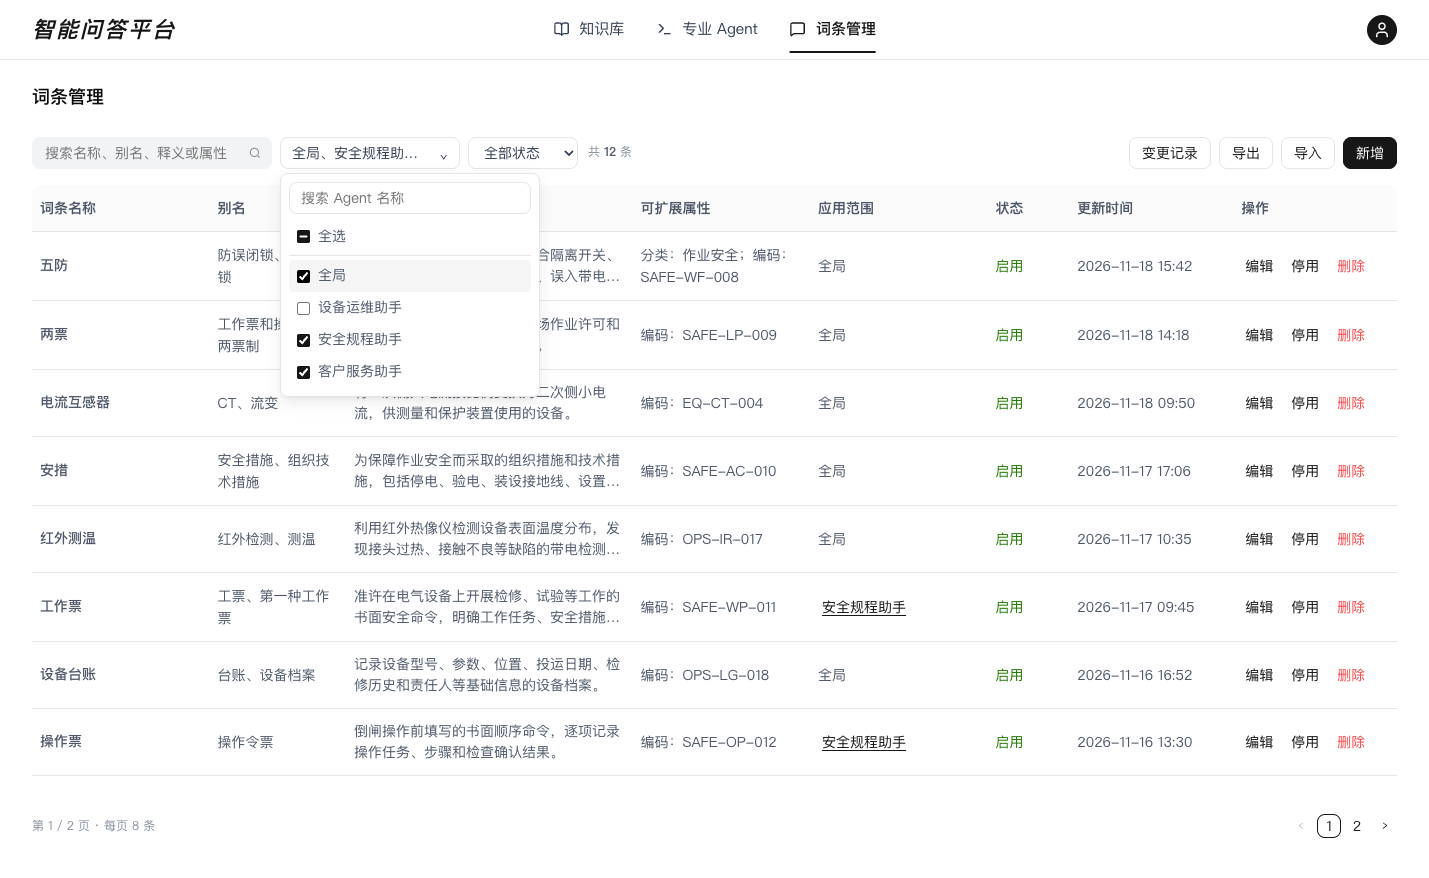 智能问答平台
知识库
专业 Agent
词条管理
词条管理
搜索名称、别名、释义或属性
全局、安全规程助...
全部状态
共 12 条
变更记录
导出
导入
新增
搜索 Agent 名称
全选
全局
设备运维助手
安全规程助手
客户服务助手
词条名称 别名 可扩展属性 应用范围 状态 更新时间 操作
五防
防误闭锁、
锁
合隔离开关、
、误入带电...
分类：作业安全；编码：
SAFE-WF-008
全局 启用 2026-11-18 15:42 编辑 停用 删除
两票
工作票和
两票制
场作业许可和
编码：SAFE-LP-009
全局 启用 2026-11-18 14:18 编辑 停用 删除
电流互感器
CT、流变
二次侧小电
流，供测量和保护装置使用的设备。
编码：EQ-CT-004
全局 启用 2026-11-18 09:50 编辑 停用 删除
安措
安全措施、组织技
术措施
为保障作业安全而采取的组织措施和技术措
施，包括停电、验电、装设接地线、设置...
编码：SAFE-AC-010
全局 启用 2026-11-17 17:06 编辑 停用 删除
红外测温
红外检测、测温
利用红外热像仪检测设备表面温度分布，发
现接头过热、接触不良等缺陷的带电检测...
编码：OPS-IR-017
全局 启用 2026-11-17 10:35 编辑 停用 删除
工作票
工票、第一种工作
票
准许在电气设备上开展检修、试验等工作的
书面安全命令，明确工作任务、安全措施...
编码：SAFE-WP-011
安全规程助手 启用 2026-11-17 09:45 编辑 停用 删除
设备台账
台账、设备档案
记录设备型号、参数、位置、投运日期、检
修历史和责任人等基础信息的设备档案。
编码：OPS-LG-018
全局 启用 2026-11-16 16:52 编辑 停用 删除
操作票
操作令票
倒闸操作前填写的书面顺序命令，逐项记录
操作任务、步骤和检查确认结果。
编码：SAFE-OP-012
安全规程助手 启用 2026-11-16 13:30 编辑 停用 删除
第 1 / 2 页 · 每页 8 条
1 2